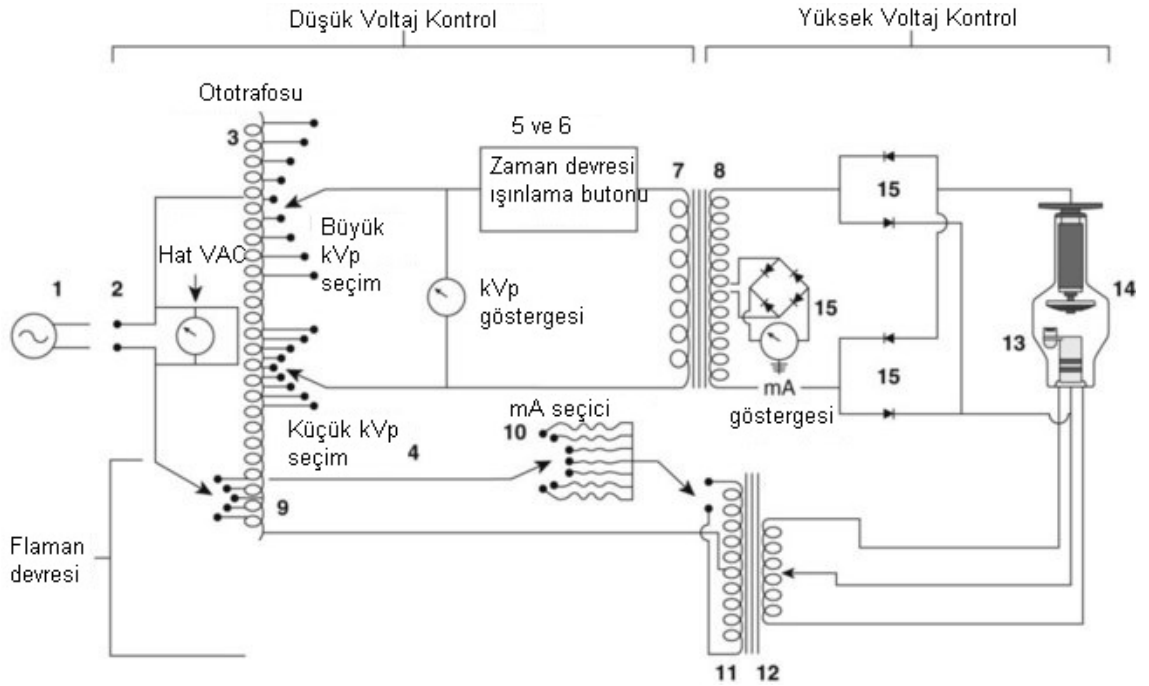 Düşük Voltaj Kontrol
Yüksek Voltaj Kontrol
Ototrafosu
3
5 ve 6
Zaman devresi
ışınlama butonu
7
8
15
Hat VAC
Büyük
kVp
seçim
1
2
kVp
göstergesi
15
14
13
15
mA
göstergesi
mA seçici
10
Küçük kVp
seçim
4
9
Flaman
devresi
11
12